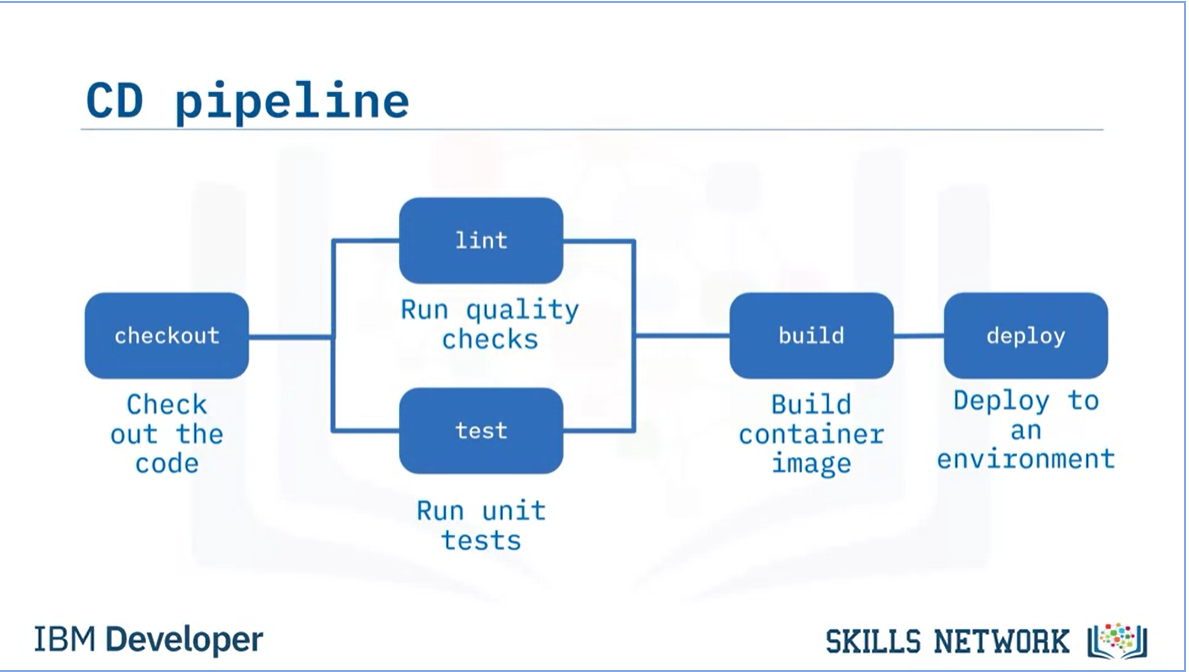 CD pipeline
checkout
Check
out the
code
lint
Run quality
checks
test
Run unit
tests
build
Build
container
image
deploy
Deploy to
an
environment
IBM Developer
SKILLS NETWORK